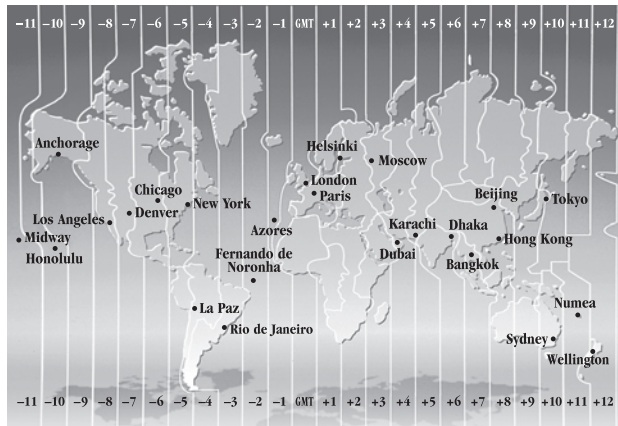 −11 −10 −9 −8 −7 −6 −5 −4 −3 −2 −1 GMT +1 +2 +3 +4 +5 +6 +7 +8 +9 +10 +11 +12
Anchorage
Helsinki
Moscow
London
Paris
Chicago
New York
Denver
Los Angeles
Beijing
Tokyo
Azores
Karachi
Dhaka
Midway
Honolulu
Hong Kong
Dubai
Bangkok
Fernando de
Noronha
La Paz
Numea
Rio de Janeiro
Sydney
Wellington
−11 −10 −9 −8 −7 −6 −5 −4 −3 −2 −1 GMT +1 +2 +3 +4 +5 +6 +7 +8 +9 +10 +11 +12